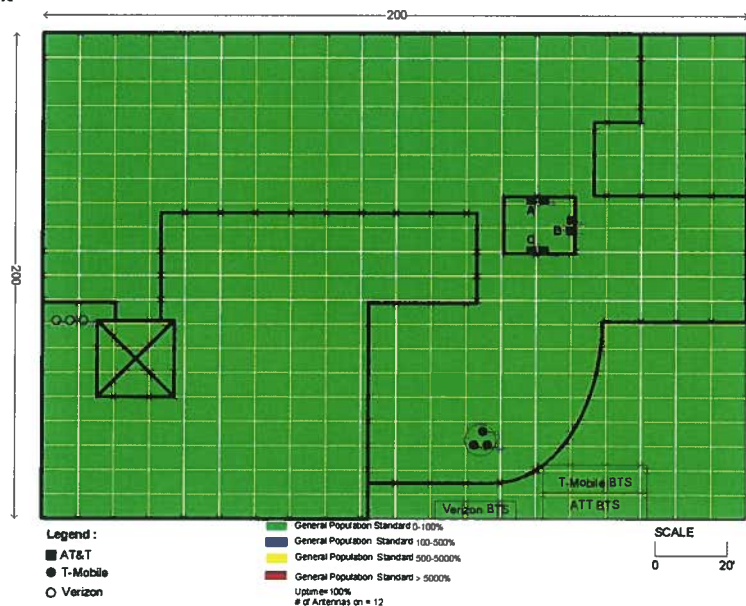 200
200
A
B
C
T-Mobile BTS
Verizon BTS
ATT BTS
Legend :
AT&T
T-Mobile
Verizon
General Population Standard 0-100%
General Population Standard 100-500%
General Population Standard 500-5000%
General Population Standard > 5000%
Uptime=100%
# of Antennas on = 12
SCALE
0 20'